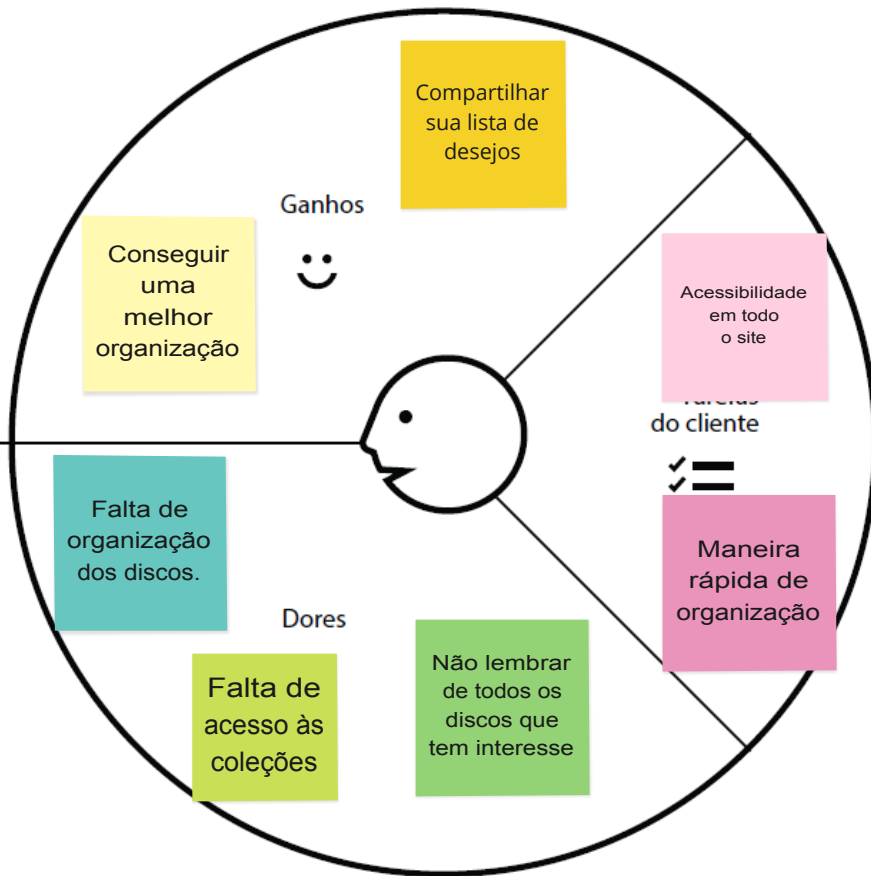 Compartilhar
sua lista de
desejos
Ganhos
Conseguir
uma
melhor
organização
Acessibilidade
em todo
o site
do cliente
Maneira
rápida de
organização
Falta de
organização
dos discos.
Dores
Falta de
acesso às
coleções
Não lembrar
de todos os
discos que
tem interesse